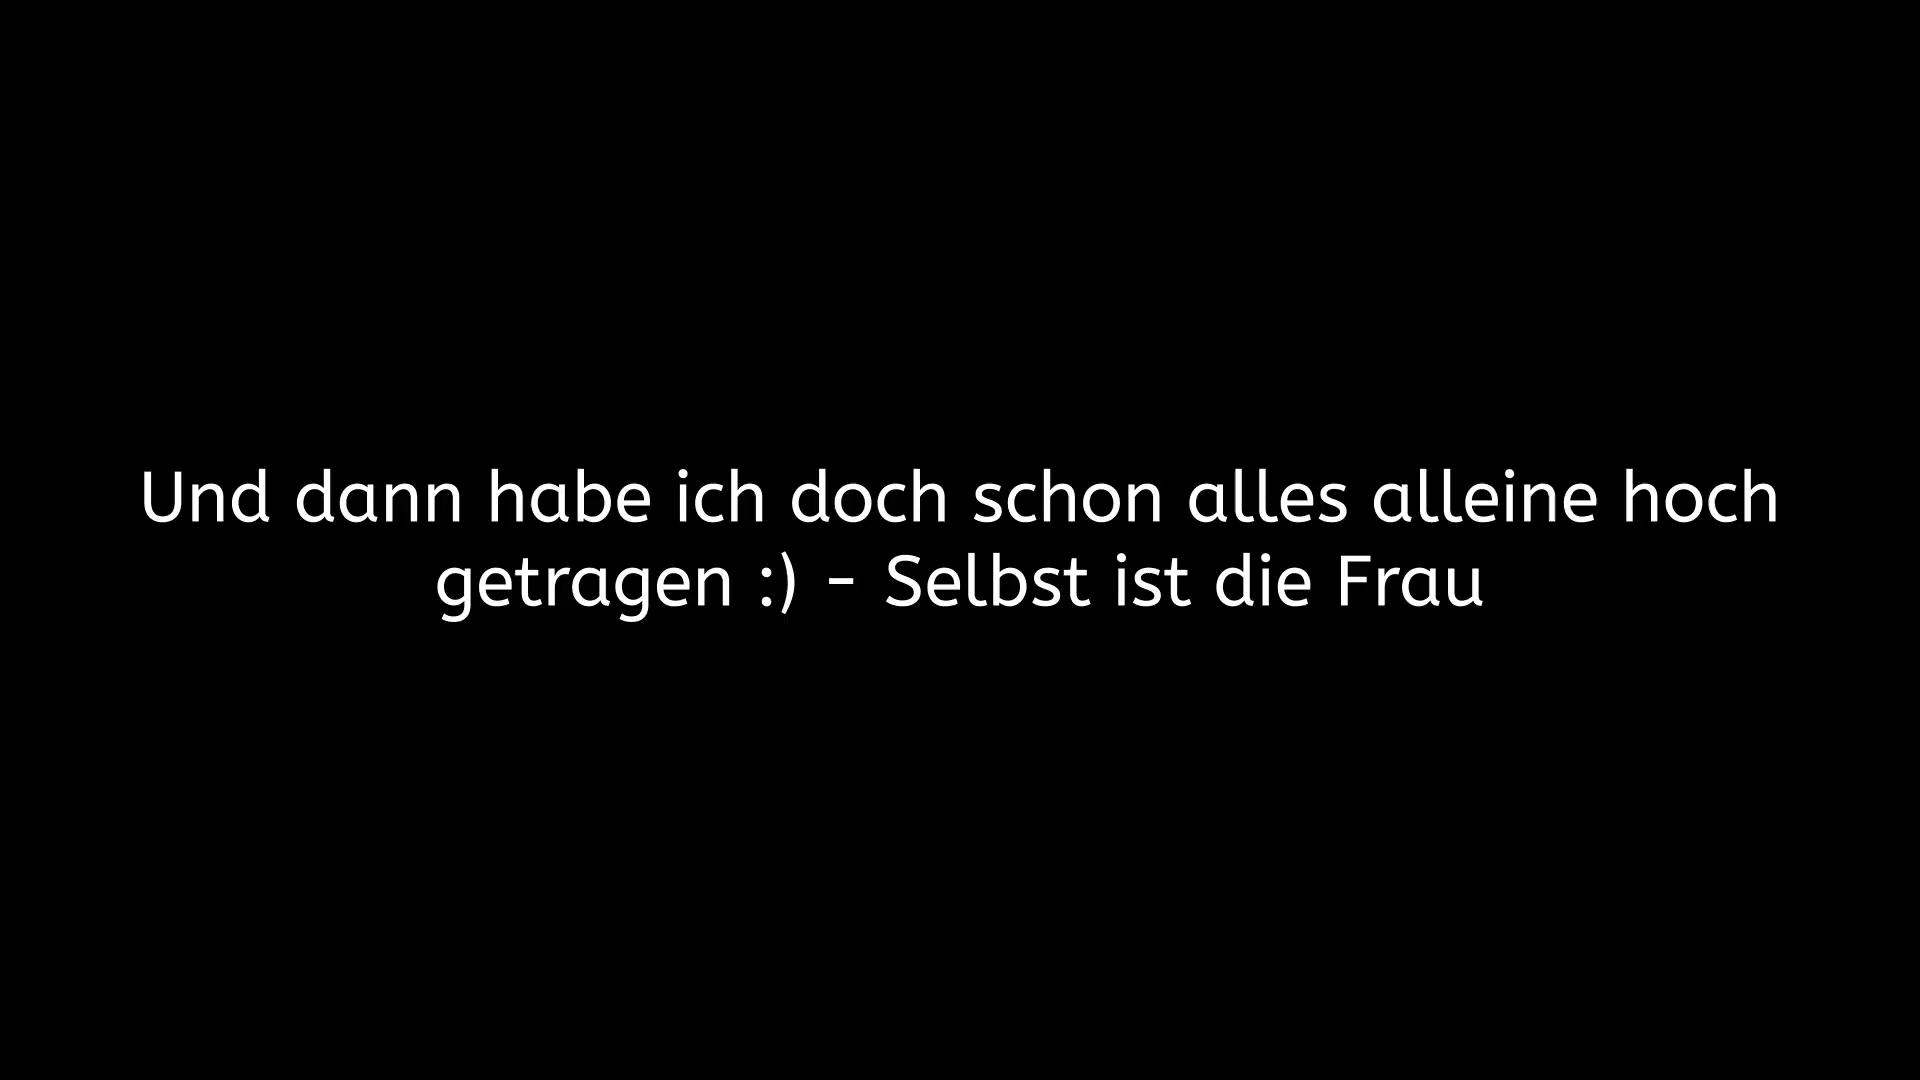 Und dann habe ich doch schon alles alleine hoch
getragen :) - Selbst ist die Frau